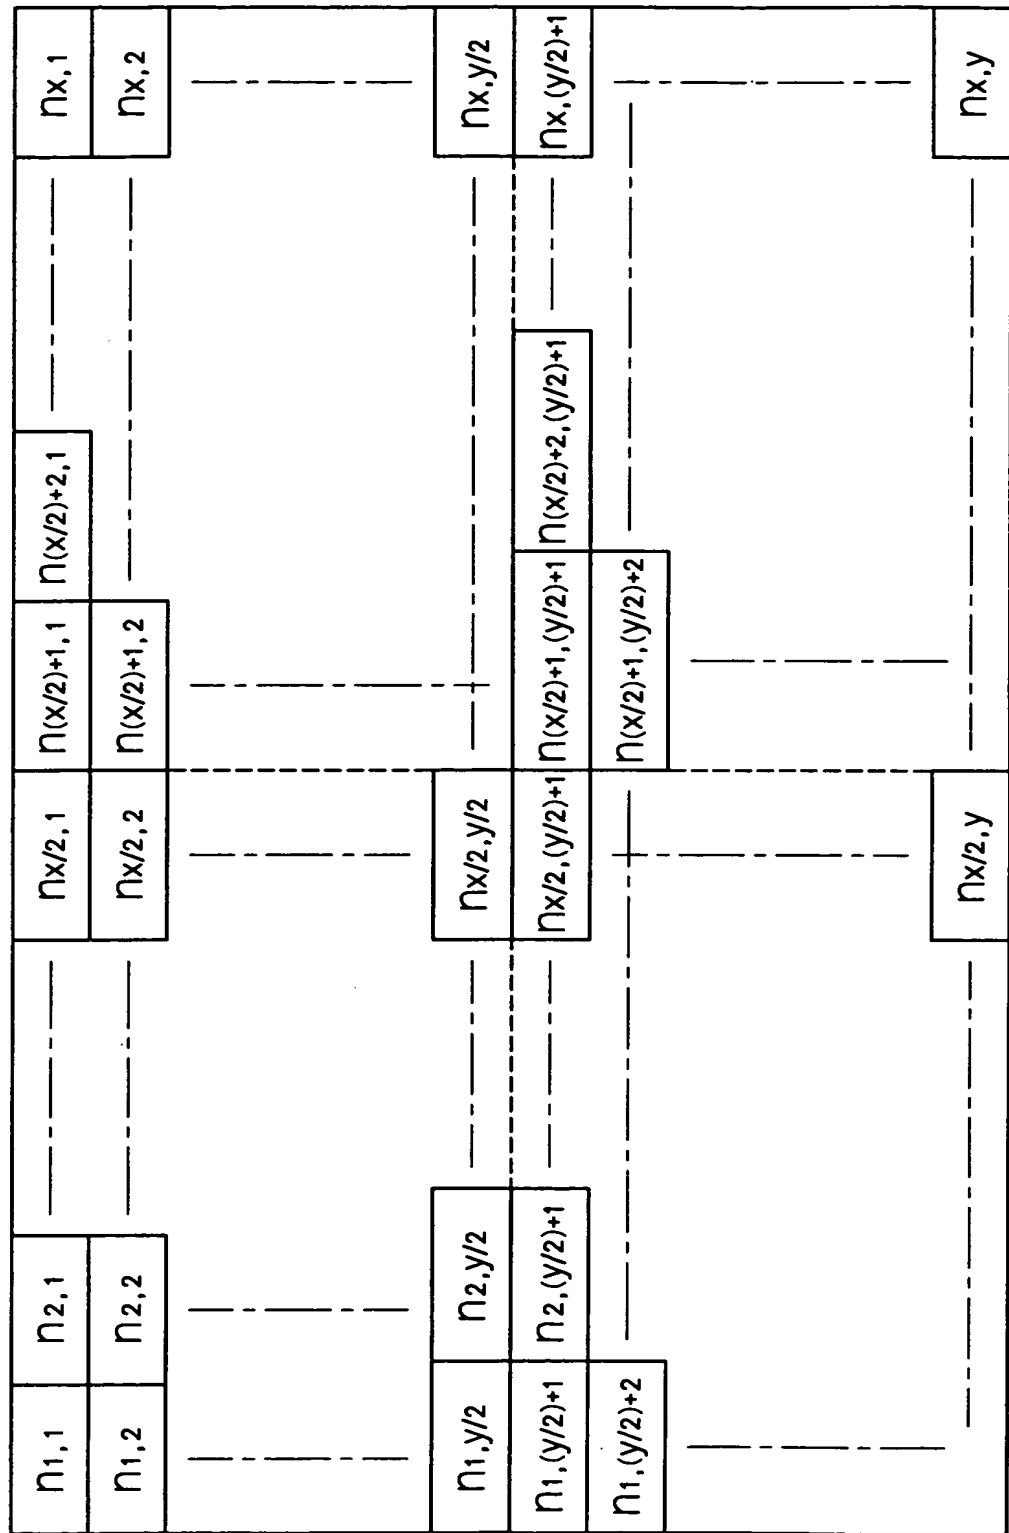 n1,1 n2,1 nx/2,1 n(x/2)+1,1 n(x/2)+2,1 nx,1
n1,2 n2,2 nx/2,2 n(x/2)+1,2 nx,2
n1,y/2 n2,y/2 nx/2,y/2 nx,y/2
n1,(y/2)+1 n2,(y/2)+1 nx/2,(y/2)+1 n(x/2)+1,(y/2)+1 n(x/2)+2,(y/2)+1 nx,(y/2)+1
n1,(y/2)+2 n(x/2)+1,(y/2)+2
nx/2,y nx,y